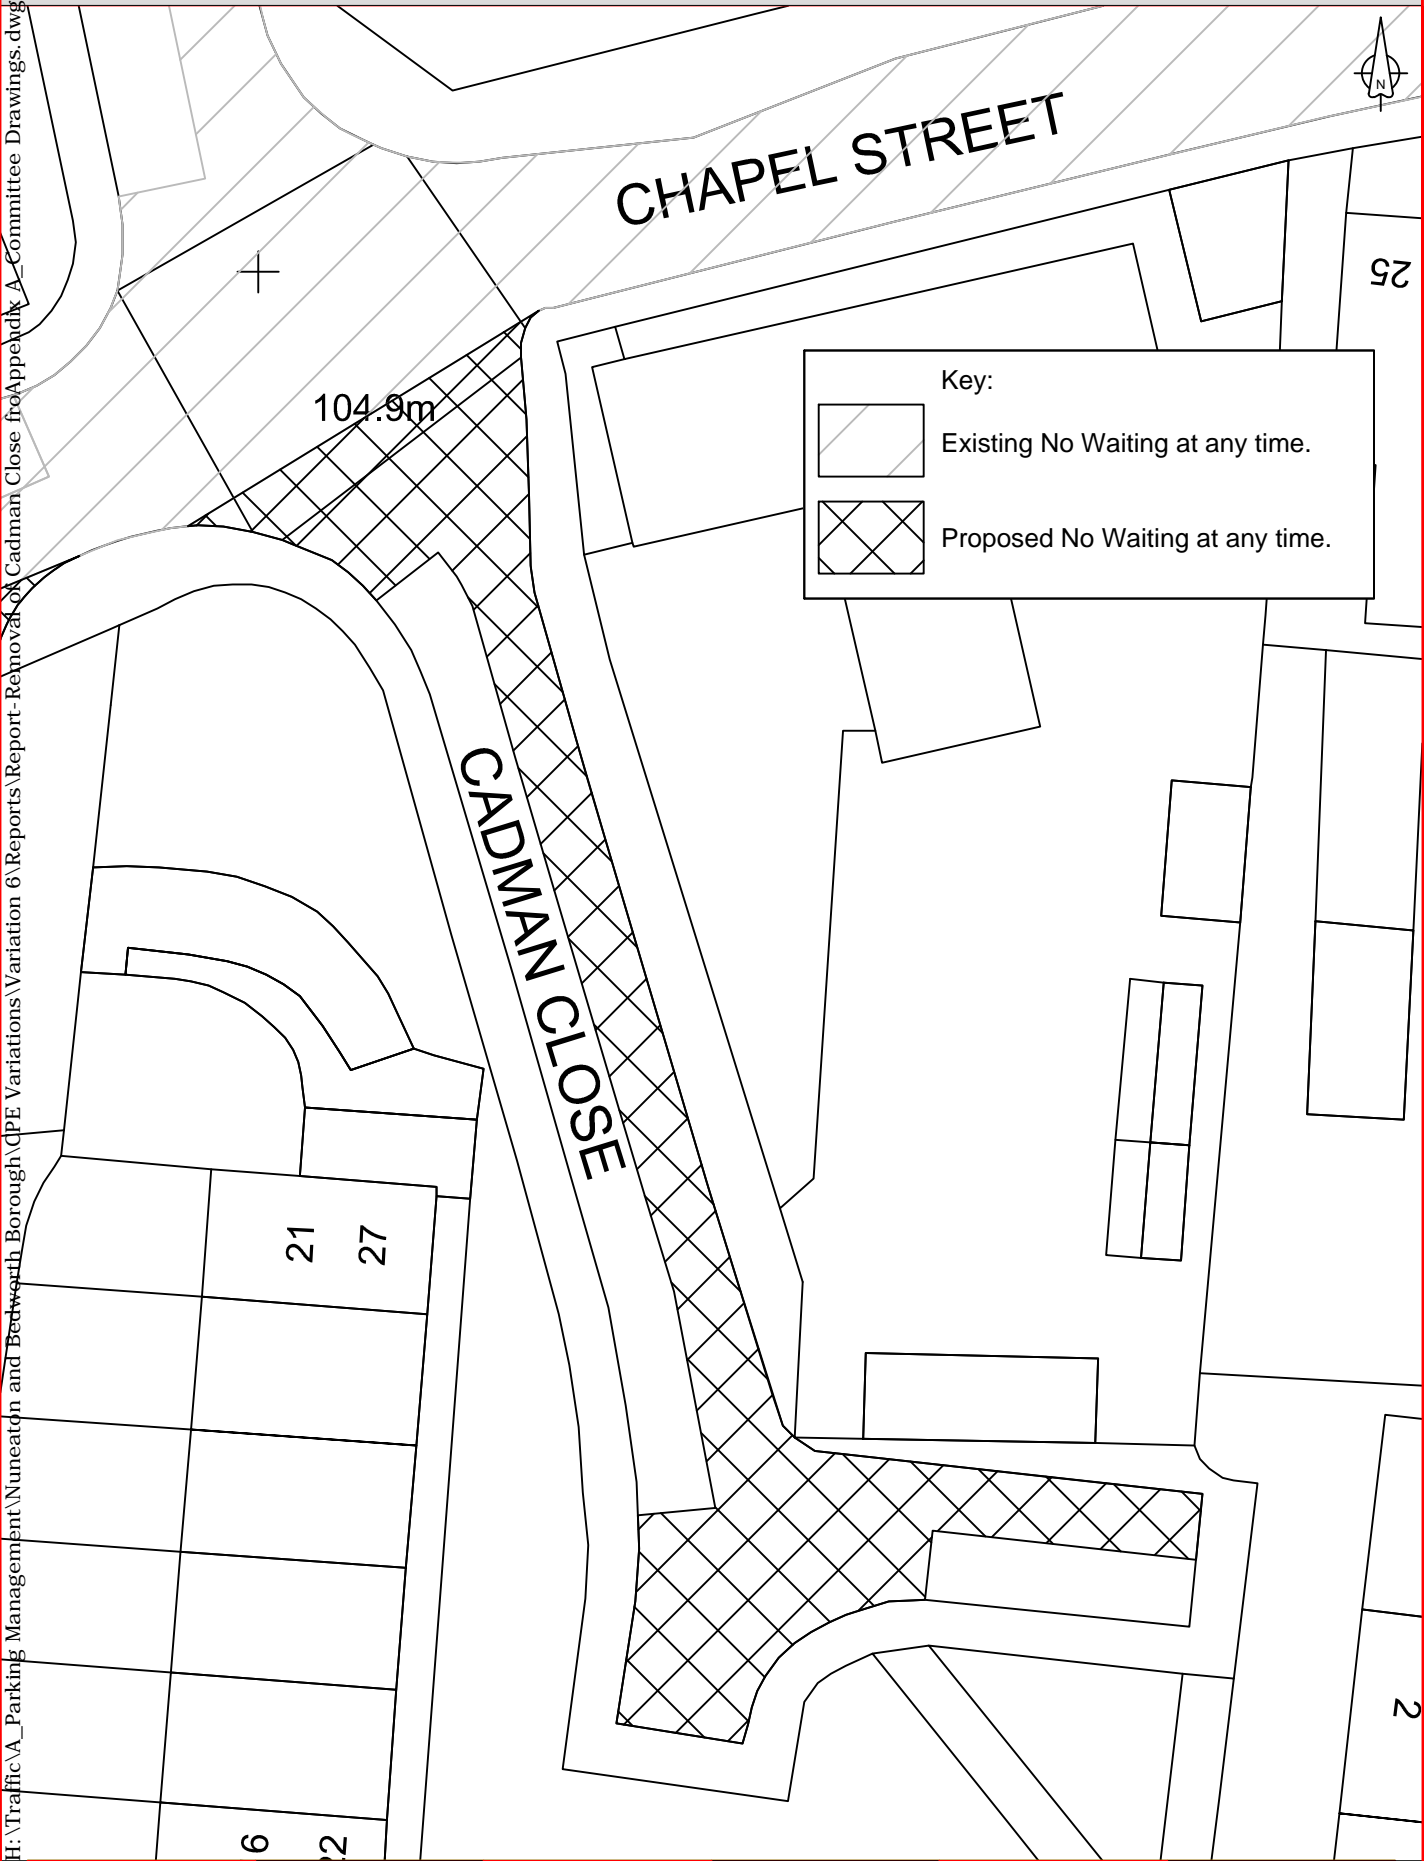 H:\Traffic\A_Parking Management\Nuneaton and Bedworth Borough\CPE Variations\Variation 6\Reports\Report-Removal of Cadman Close froAppendix A_Committee Drawings.dwg
N
CHAPEL STREET
25
104.9m
Key:
Existing No Waiting at any time.
Proposed No Waiting at any time.
CADMAN CLOSE
21
27
2
6
22